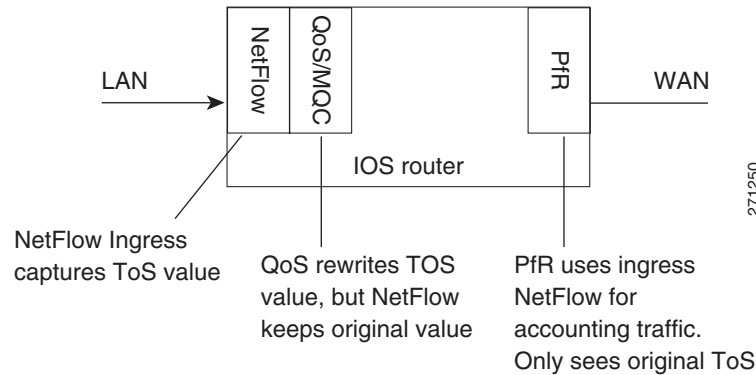 NetFlow
QoS/MQC
PfR
LAN
WAN
IOS router
271250
NetFlow Ingress
captures ToS value
QoS rewrites TOS
value, but NetFlow
keeps original value
PfR uses ingress
NetFlow for
accounting traffic.
Only sees original ToS